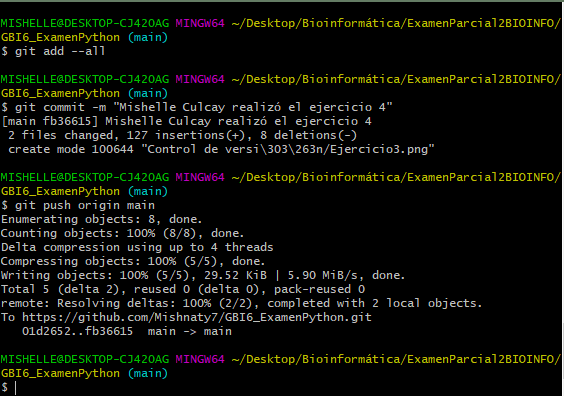 MISHELLE@DESKTOP-CJ42OAG MINGW64 ~/Desktop/Bioinformática/ExamenParcial2BIOINFO/
GBI6_ExamenPython (main)
$ git add --all
MISHELLE@DESKTOP-CJ42OAG MINGW64 ~/Desktop/Bioinformática/ExamenParcial2BIOINFO/
GBI6_ExamenPython (main)
$ git commit -m "Mishelle Culcay realizó el ejercicio 4"
[main fb36615] Mishelle Culcay realizó el ejercicio 4
2 files changed, 127 insertions(+), 8 deletions(-)
create mode 100644 "Control de versi\303\263n/Ejercicio3.png"
MISHELLE@DESKTOP-CJ42OAG MINGW64 ~/Desktop/Bioinformática/ExamenParcial2BIOINFO/
GBI6_ExamenPython (main)
$ git push origin main
Enumerating objects: 8, done.
Counting objects: 100% (8/8), done.
Delta compression using up to 4 threads
Compressing objects: 100% (5/5), done.
Writing objects: 100% (5/5), 29.52 KiB | 5.90 MiB/s, done.
Total 5 (delta 2), reused 0 (delta 0), pack-reused 0
remote: Resolving deltas: 100% (2/2), completed with 2 local objects.
To https://github.com/Mishnaty7/GBI6_ExamenPython.git
01d2652..fb36615  main -> main
MISHELLE@DESKTOP-CJ42OAG MINGW64 ~/Desktop/Bioinformática/ExamenParcial2BIOINFO/
GBI6_ExamenPython (main)
$